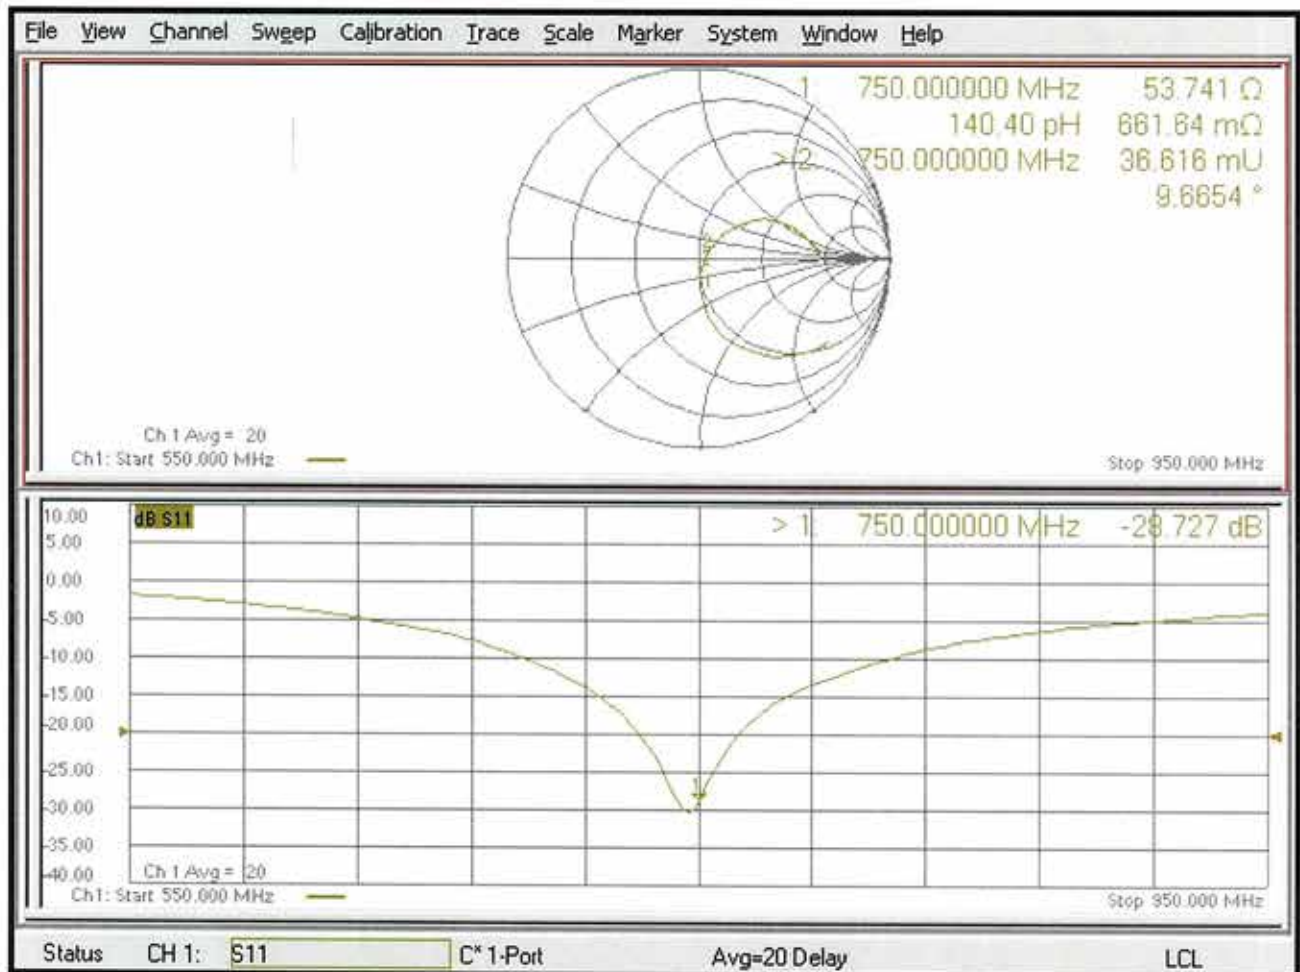 File View Channel Sweep Calibration Trace Scale Marker System Window Help
1 750.000000 MHz 53.741 Ω
140.40 pH 661.64 mΩ
> 2 750.000000 MHz 36.616 mU
9.6654 °
Ch 1 Avg = 20
Ch1: Start 550.000 MHz
Stop 950.000 MHz
10.00
dB S11
> 1 750.000000 MHz -28.727 dB
5.00
0.00
-5.00
-10.00
-15.00
-20.00
-25.00
1
-30.00
-35.00
-40.00
Ch 1 Avg = 20
Ch1: Start 550.000 MHz
Stop 950.000 MHz
Status CH 1: S11 C* 1-Port Avg=20 Delay LCL